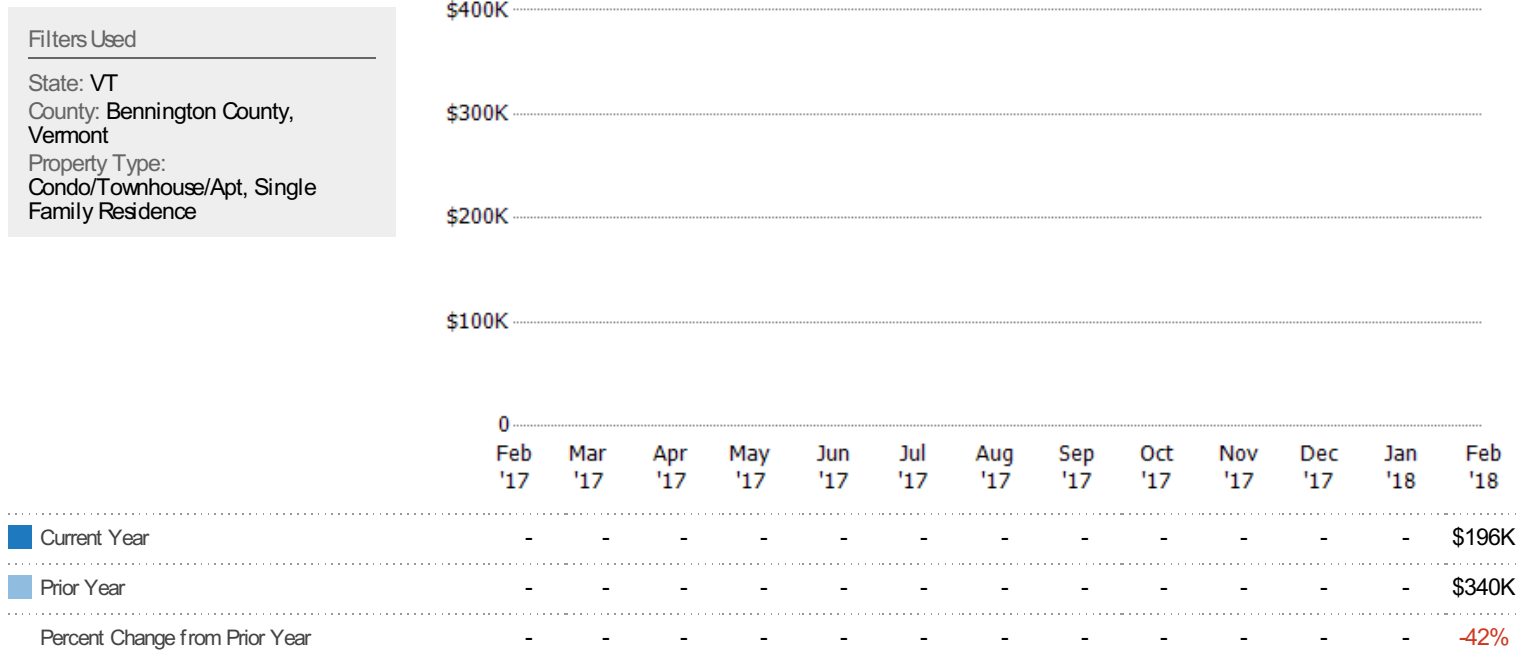 Filters Used
State: VT
County: Bennington County,
Vermont
Property Type:
Condo/Townhouse/Apt, Single
Family Residence
$400K
$300K
$200K
$100K
0
Feb Mar Apr May Jun Jul Aug Sep Oct Nov Dec Jan Feb
'17 '17 '17 '17 '17 '17 '17 '17 '17 '17 '17 '18 '18
Current Year - - - - - - - - - - - - $196K
Prior Year - - - - - - - - - - - - $340K
Percent Change from Prior Year - - - - - - - - - - - - -42%